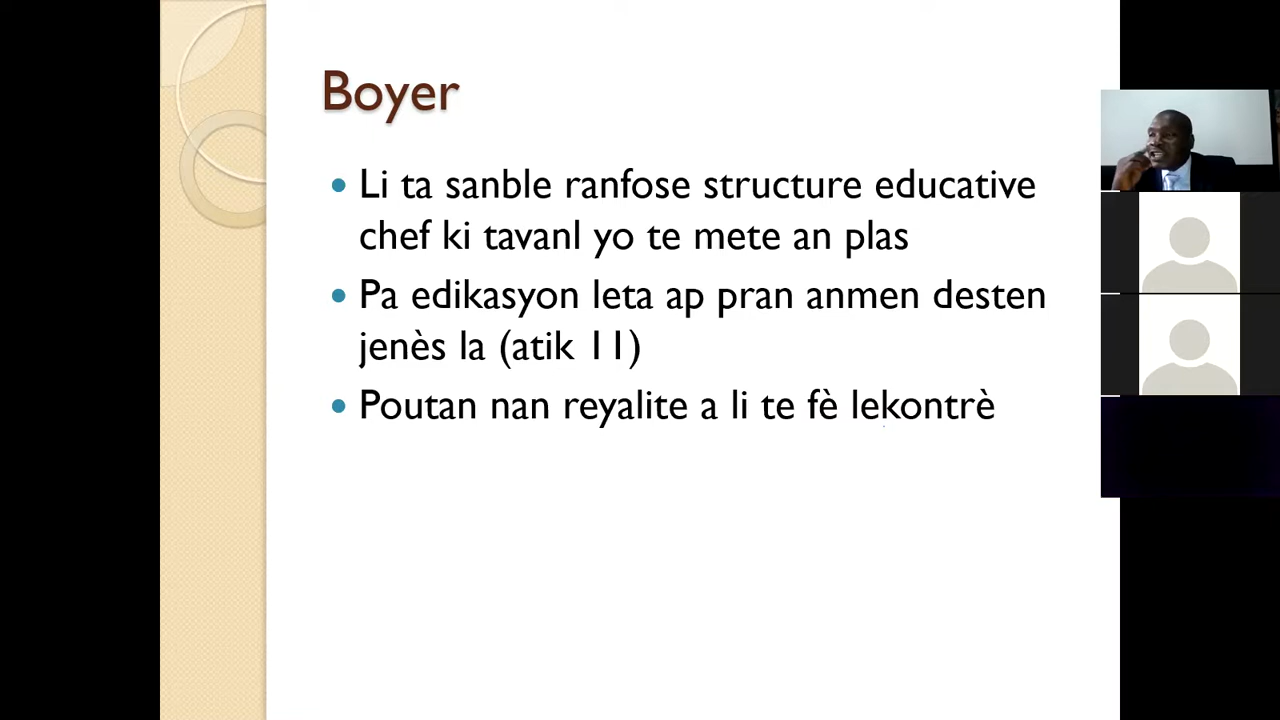 Boyer
Li ta sanble ranfose structure educative
chef ki tavanl yo te mete an plas
Pa edikasyon leta ap pran anmen desten
jenès la (atik 11)
Poutan nan reyalite a li te fè lekontrè